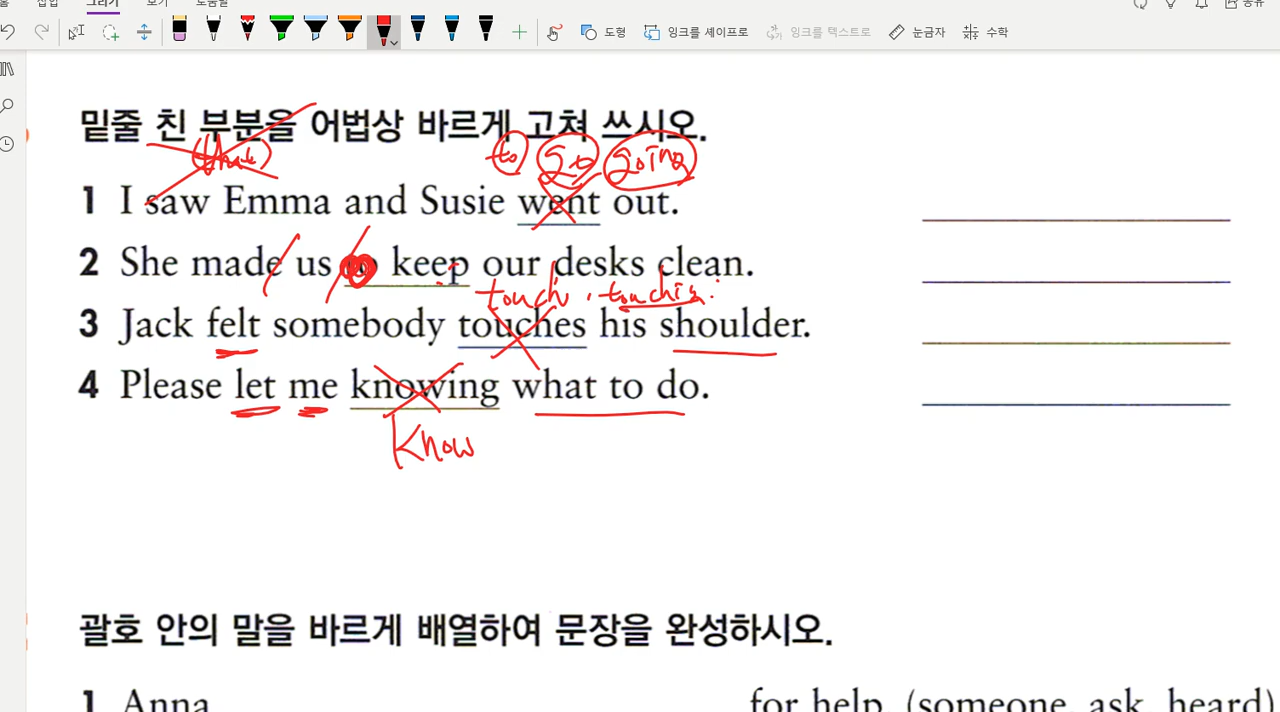 홈 삽입 그리기 보기 도움말 공유
도형 잉크를 셰이프로 잉크를 텍스트로 눈금자 수학
밑줄 친 부분을 어법상 바르게 고쳐 쓰시오.
to go going
1 I saw Emma and Susie went out.
2 She made us to keep our desks clean.
touch, touching
3 Jack felt somebody touches his shoulder.
4 Please let me knowing what to do.
know
괄호 안의 말을 바르게 배열하여 문장을 완성하시오.
1 Anna for help. (someone, ask, heard)